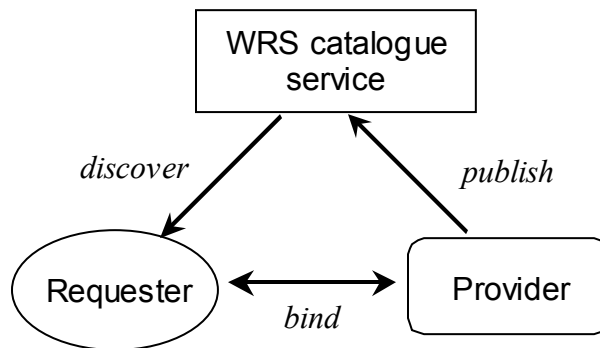 WRS catalogue
service
discover
publish
Requester
bind
Provider